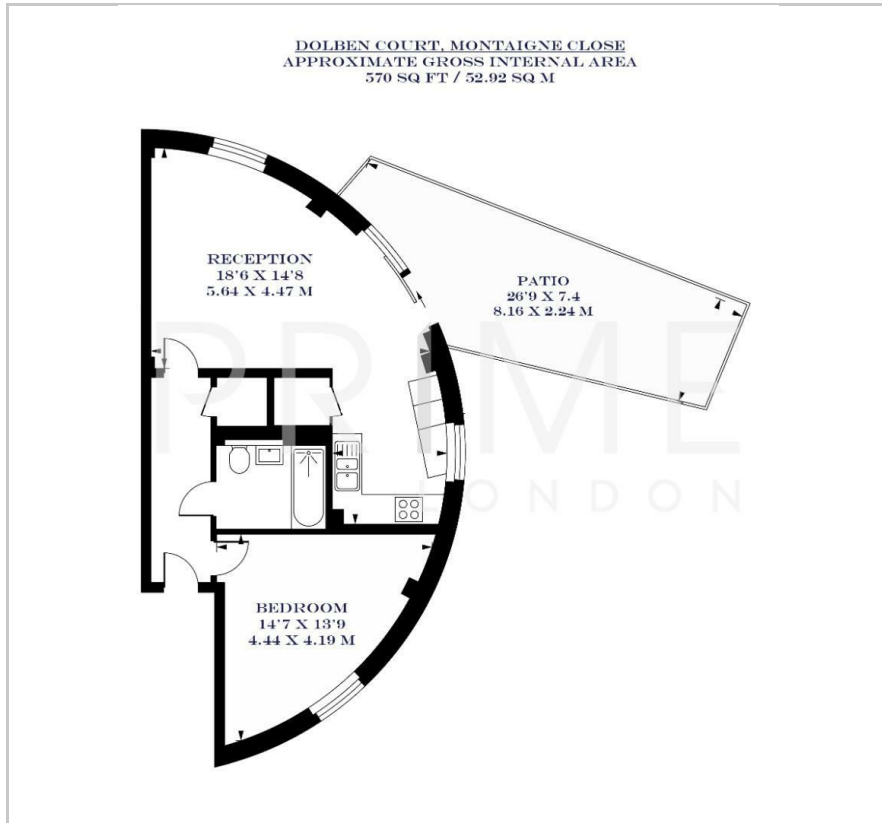 DOLBEN COURT, MONTAIGNE CLOSE
APPROXIMATE GROSS INTERNAL AREA
570 SQ FT / 52.92 SQ M
RECEPTION
18'6 X 14'8
5.64 X 4.47 M
PATIO
26'9 X 7.4
8.16 X 2.24 M
PRIME
LONDON
BEDROOM
14'7 X 13'9
4.44 X 4.19 M